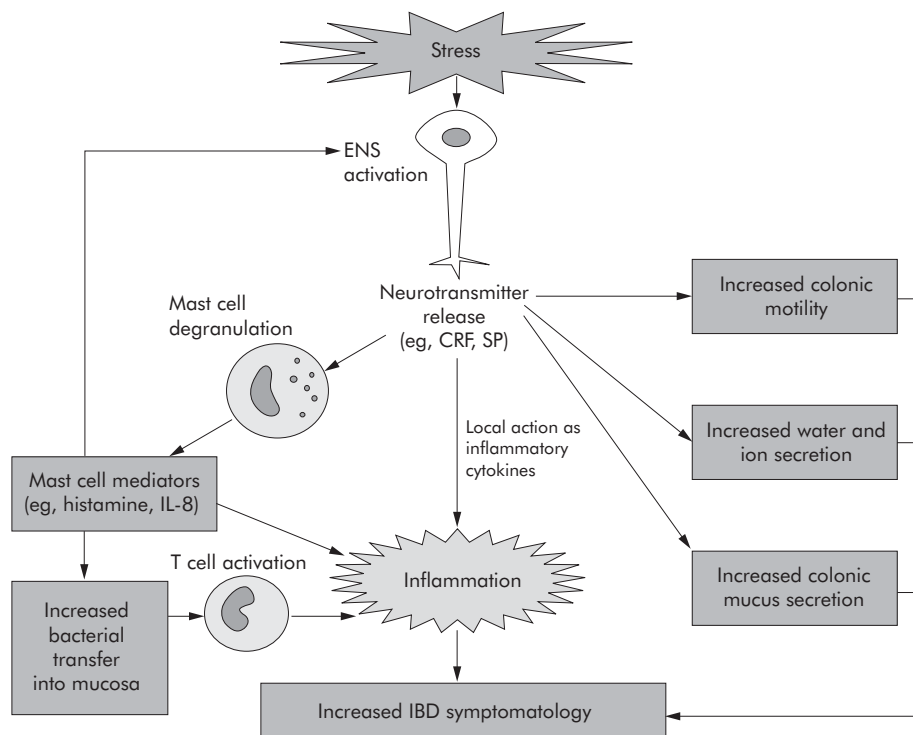 Stress
ENS
activation
Neurotransmitter
release
(eg, CRF, SP)
Mast cell
degranulation
Increased colonic
motility
Local action as
inflammatory
cytokines
Increased water and
ion secretion
Mast cell mediators
(eg, histamine, IL-8)
T cell activation
Inflammation
Increased colonic
mucus secretion
Increased
bacterial
transfer
into mucosa
Increased IBD symptomatology